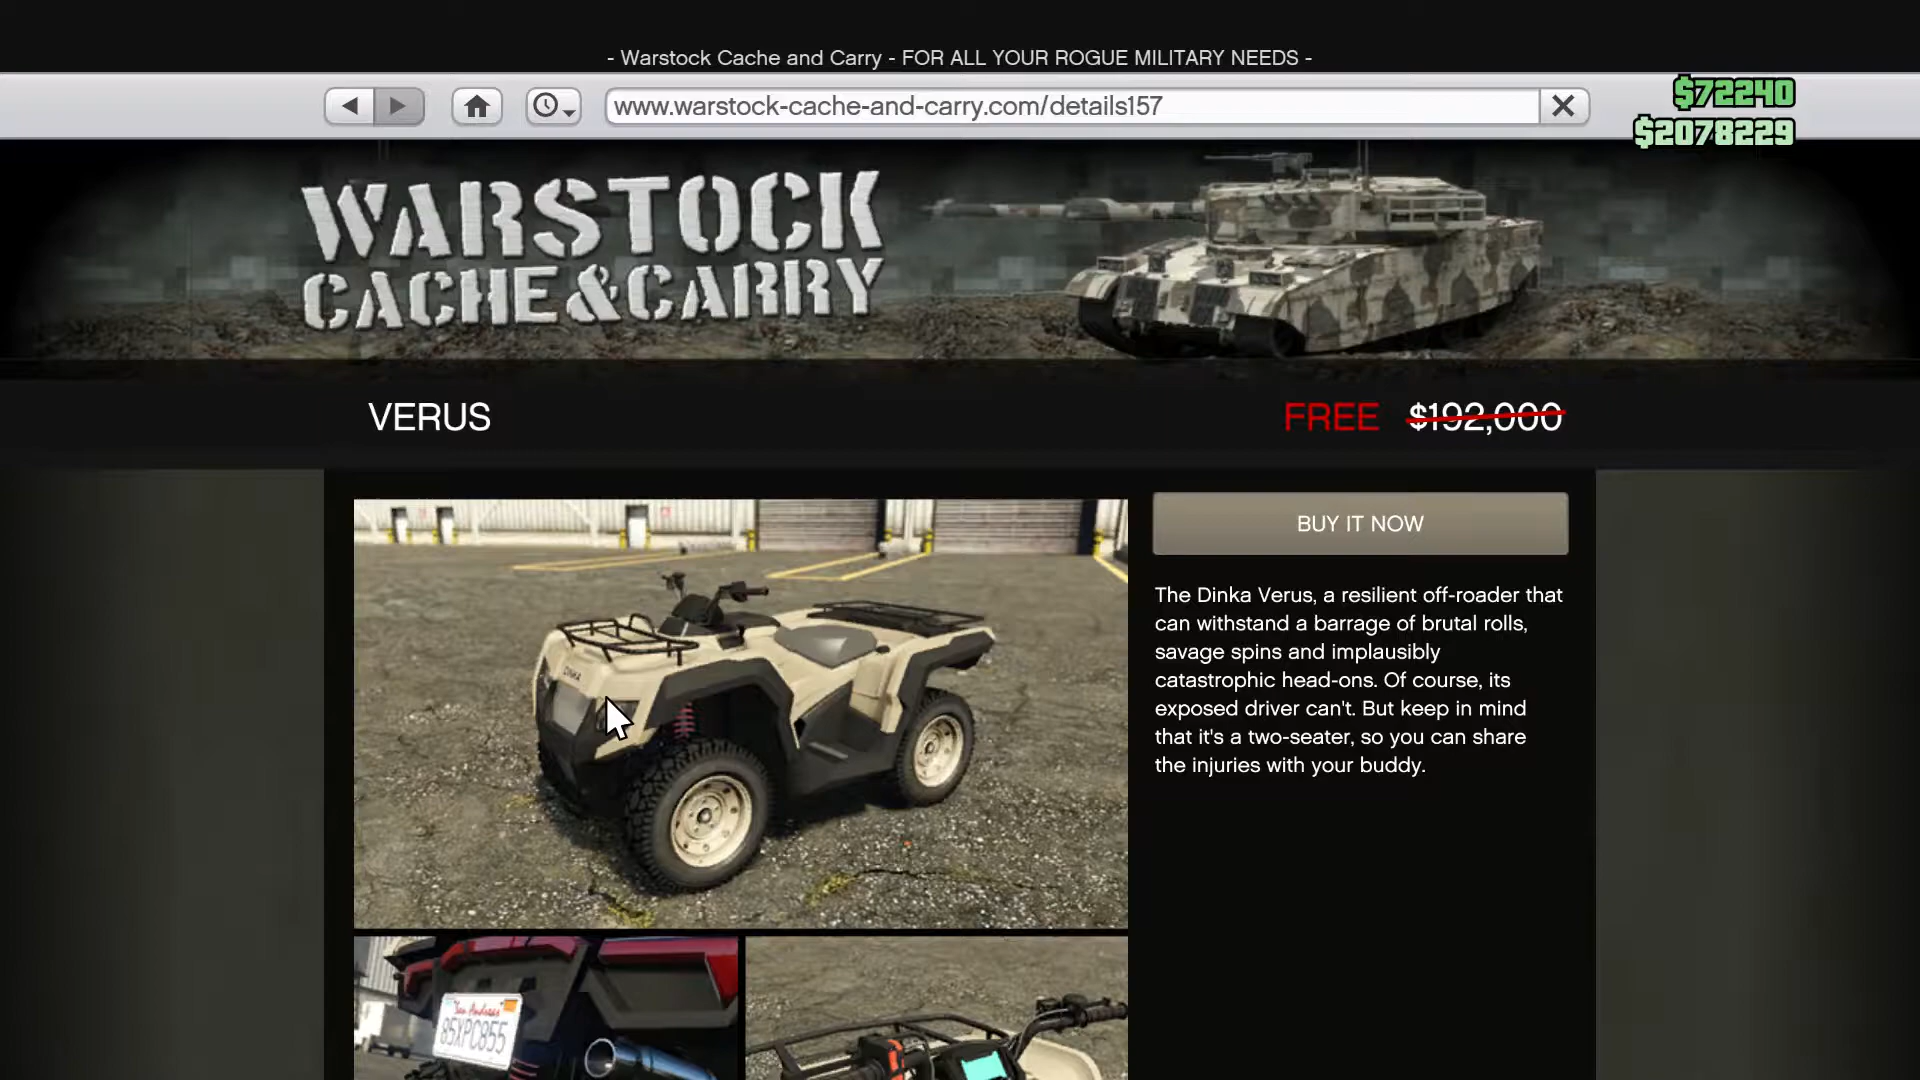 - Warstock Cache and Carry - FOR ALL YOUR ROGUE MILITARY NEEDS -
www.warstock-cache-and-carry.com/details157
$72240
$2078229
WARSTOCK
CACHE&CARRY
VERUS
FREE $192,000
BUY IT NOW
The Dinka Verus, a resilient off-roader that
can withstand a barrage of brutal rolls,
savage spins and implausibly
catastrophic head-ons. Of course, its
exposed driver can't. But keep in mind
that it's a two-seater, so you can share
the injuries with your buddy.
DINKA
San Andreas
85XPC855